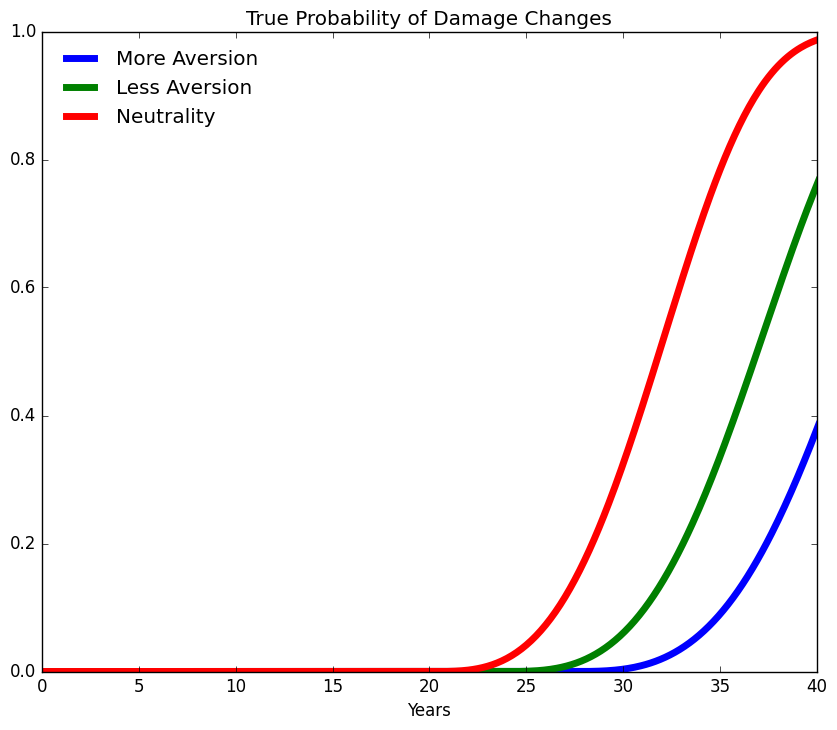 True Probability of Damage Changes
1.0
More Aversion
Less Aversion
Neutrality
0.8
0.6
0.4
0.2
0.0
0 5 10 15 20 25 30 35 40
Years